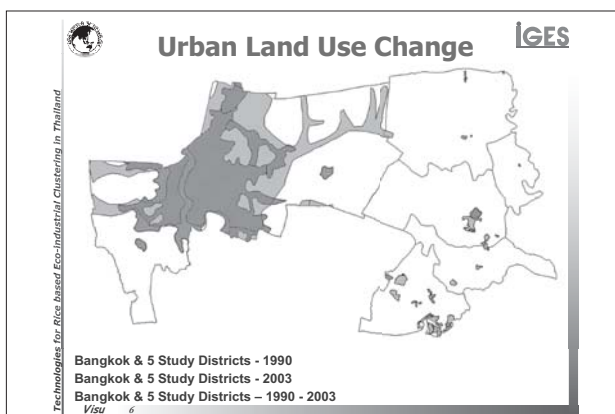 Urban Land Use Change
IGES
Technologies for Rice based Eco-industrial Clustering in Thailand
Bangkok & 5 Study Districts - 1990
Bangkok & 5 Study Districts - 2003
Bangkok & 5 Study Districts – 1990 - 2003
Visu 6